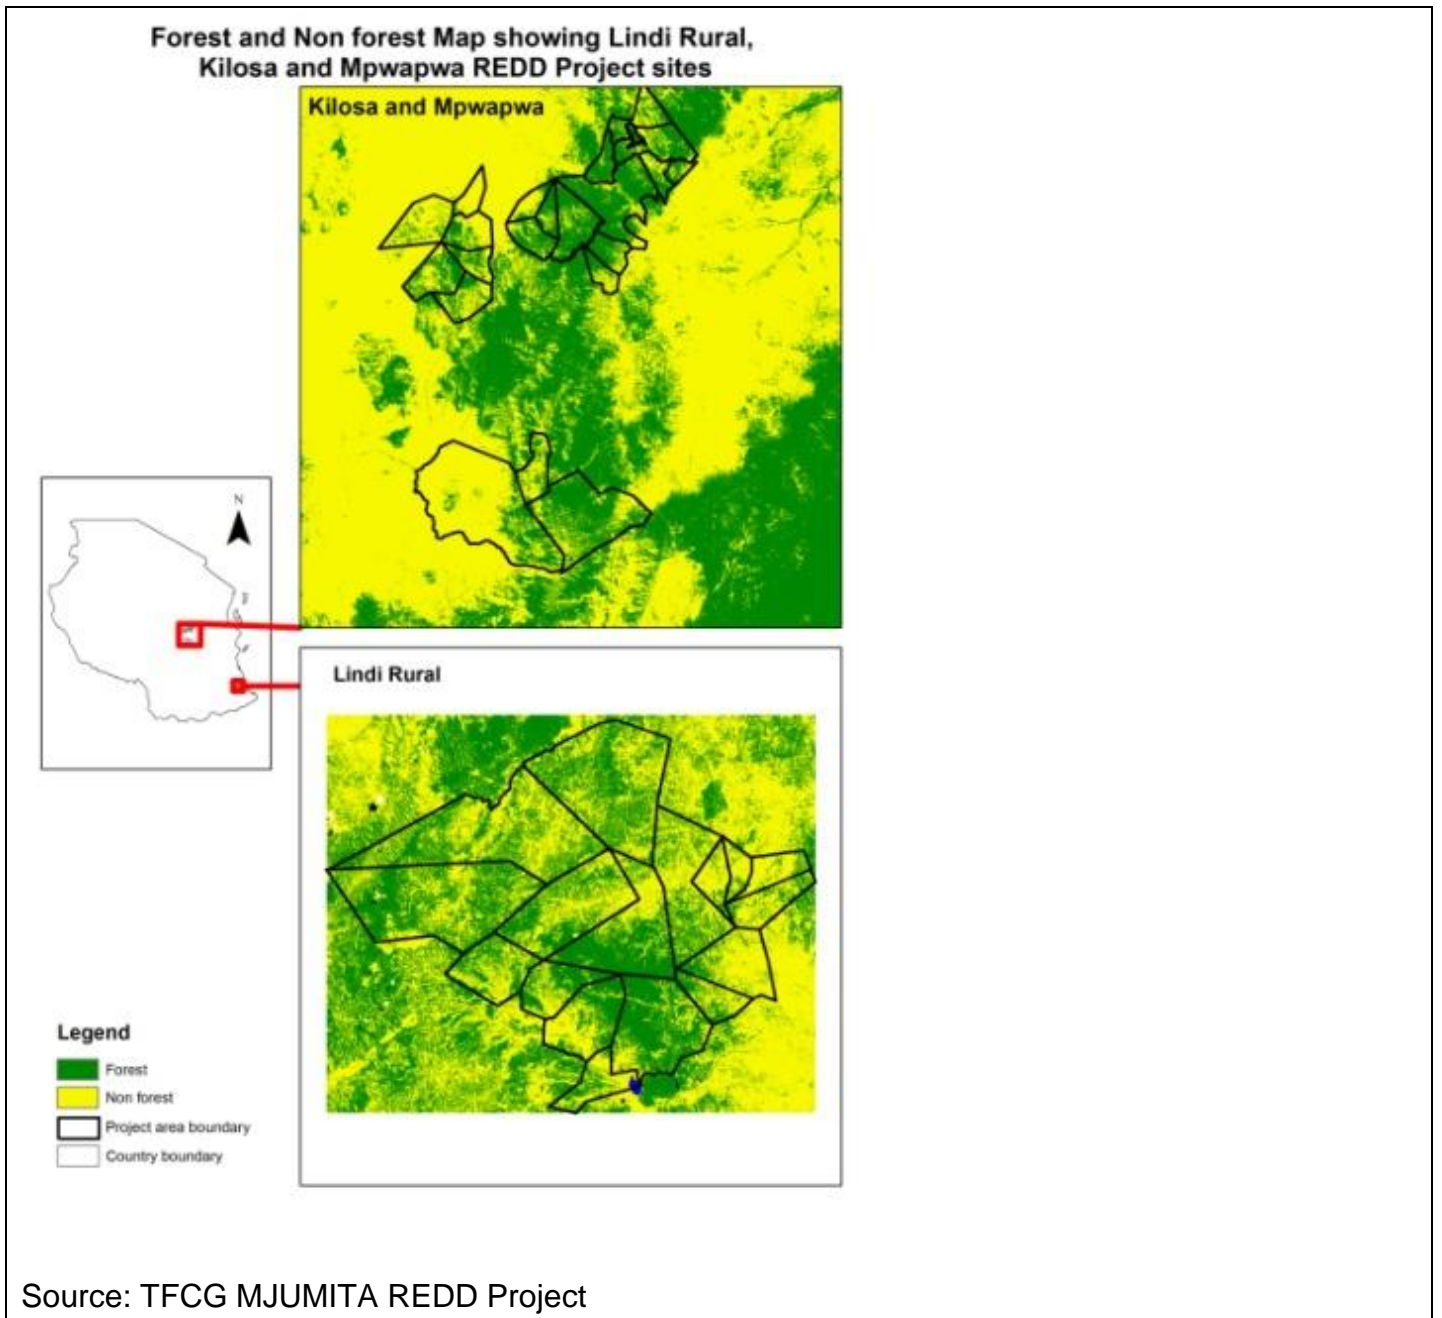 Forest and Non forest Map showing Lindi Rural,
Kilosa and Mpwapwa REDD Project sites
Kilosa and Mpwapwa
N
Lindi Rural
Legend
Forest
Non forest
Project area boundary
Country boundary
Source: TFCG MJUMITA REDD Project